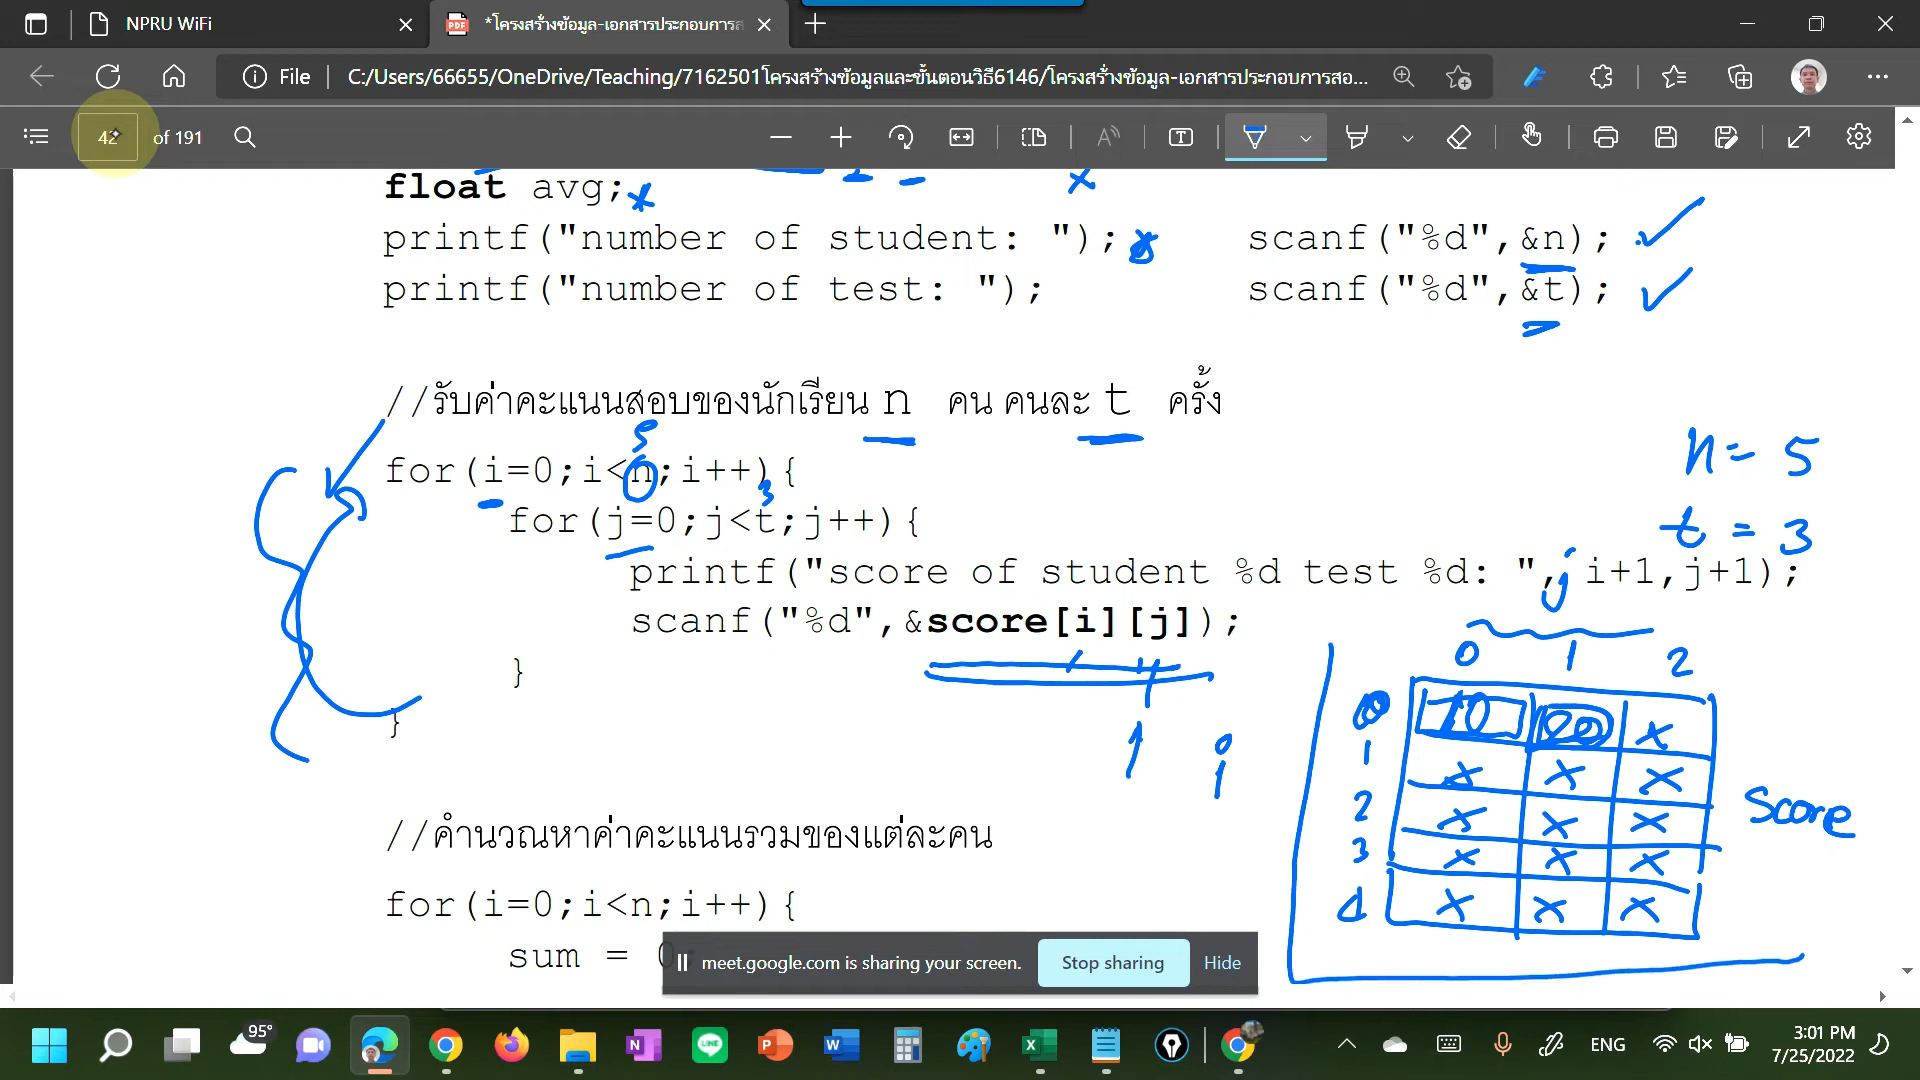 NPRU WiFi
*โครงสร้างข้อมูล-เอกสารประกอบการส
File
C:/Users/66655/OneDrive/Teaching/7162501โครงสร้างข้อมูลและขั้นตอนวิธี6146/โครงสร้างข้อมูล-เอกสารประกอบการสอ...
42 of 191
float avg;
printf("number of student: "); scanf("%d",&n);
printf("number of test: "); scanf("%d",&t);
//รับค่าคะแนนสอบของนักเรียน n คน คนละ t ครั้ง
5
for(i=0;i<n;i++){
n = 5
3
for(j=0;j<t;j++){
t = 3
printf("score of student %d test %d: ", i+1,j+1);
j
scanf("%d",&score[i][j]);
}
0 1 2
}
0 10 20 x
1 x x x
2 x x x
3 x x x
4 x x x
Score
i
//คำนวณหาค่าคะแนนรวมของแต่ละคน
for(i=0;i<n;i++){
sum = 0;
meet.google.com is sharing your screen.
Stop sharing
Hide
95°
ENG
3:01 PM
7/25/2022